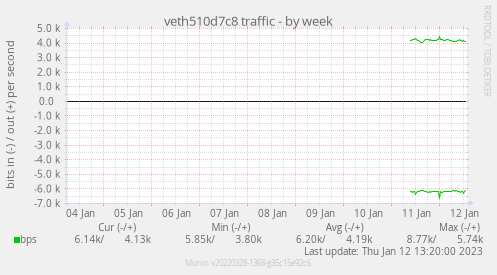 veth510d7c8 traffic - by week
RRDTOOL / TOBI OETIKER
bits in (-) / out (+) per second
5.0 k
4.0 k
3.0 k
2.0 k
1.0 k
0.0
-1.0 k
-2.0 k
-3.0 k
-4.0 k
-5.0 k
-6.0 k
-7.0 k
04 Jan 05 Jan 06 Jan 07 Jan 08 Jan 09 Jan 10 Jan 11 Jan 12 Jan
Cur (-/+) Min (-/+) Avg (-/+) Max (-/+)
bps 6.14k/ 4.13k 5.85k/ 3.80k 6.20k/ 4.19k 8.77k/ 5.74k
Last update: Thu Jan 12 13:20:00 2023
Munin v20220328-1368-g35c15e92c6